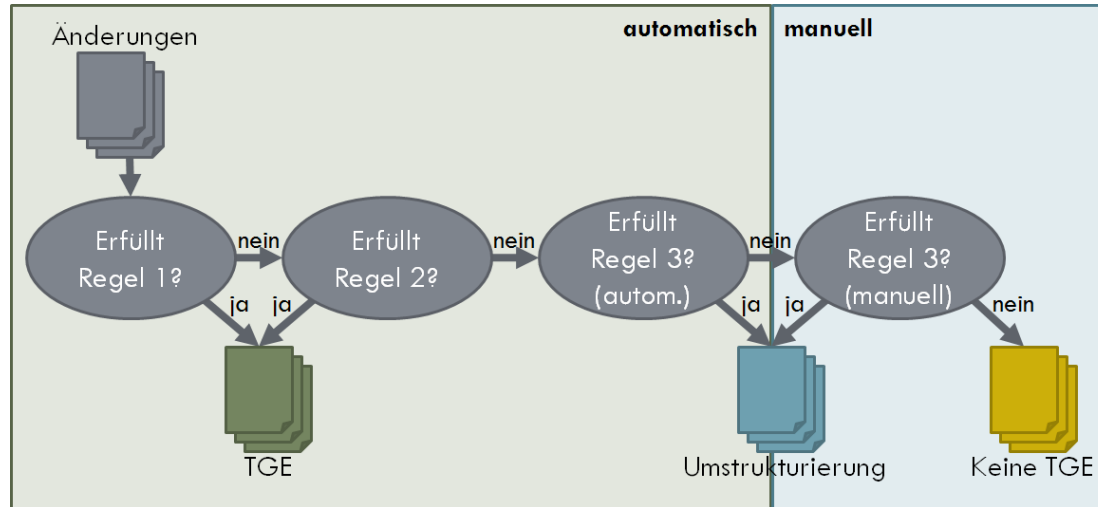 automatisch
manuell
Änderungen
Erfüllt
Regel 1?
nein
Erfüllt
Regel 2?
nein
Erfüllt
Regel 3?
(autom.)
nein
Erfüllt
Regel 3?
(manuell)
ja
ja
ja
ja
nein
TGE
Umstrukturierung
Keine TGE